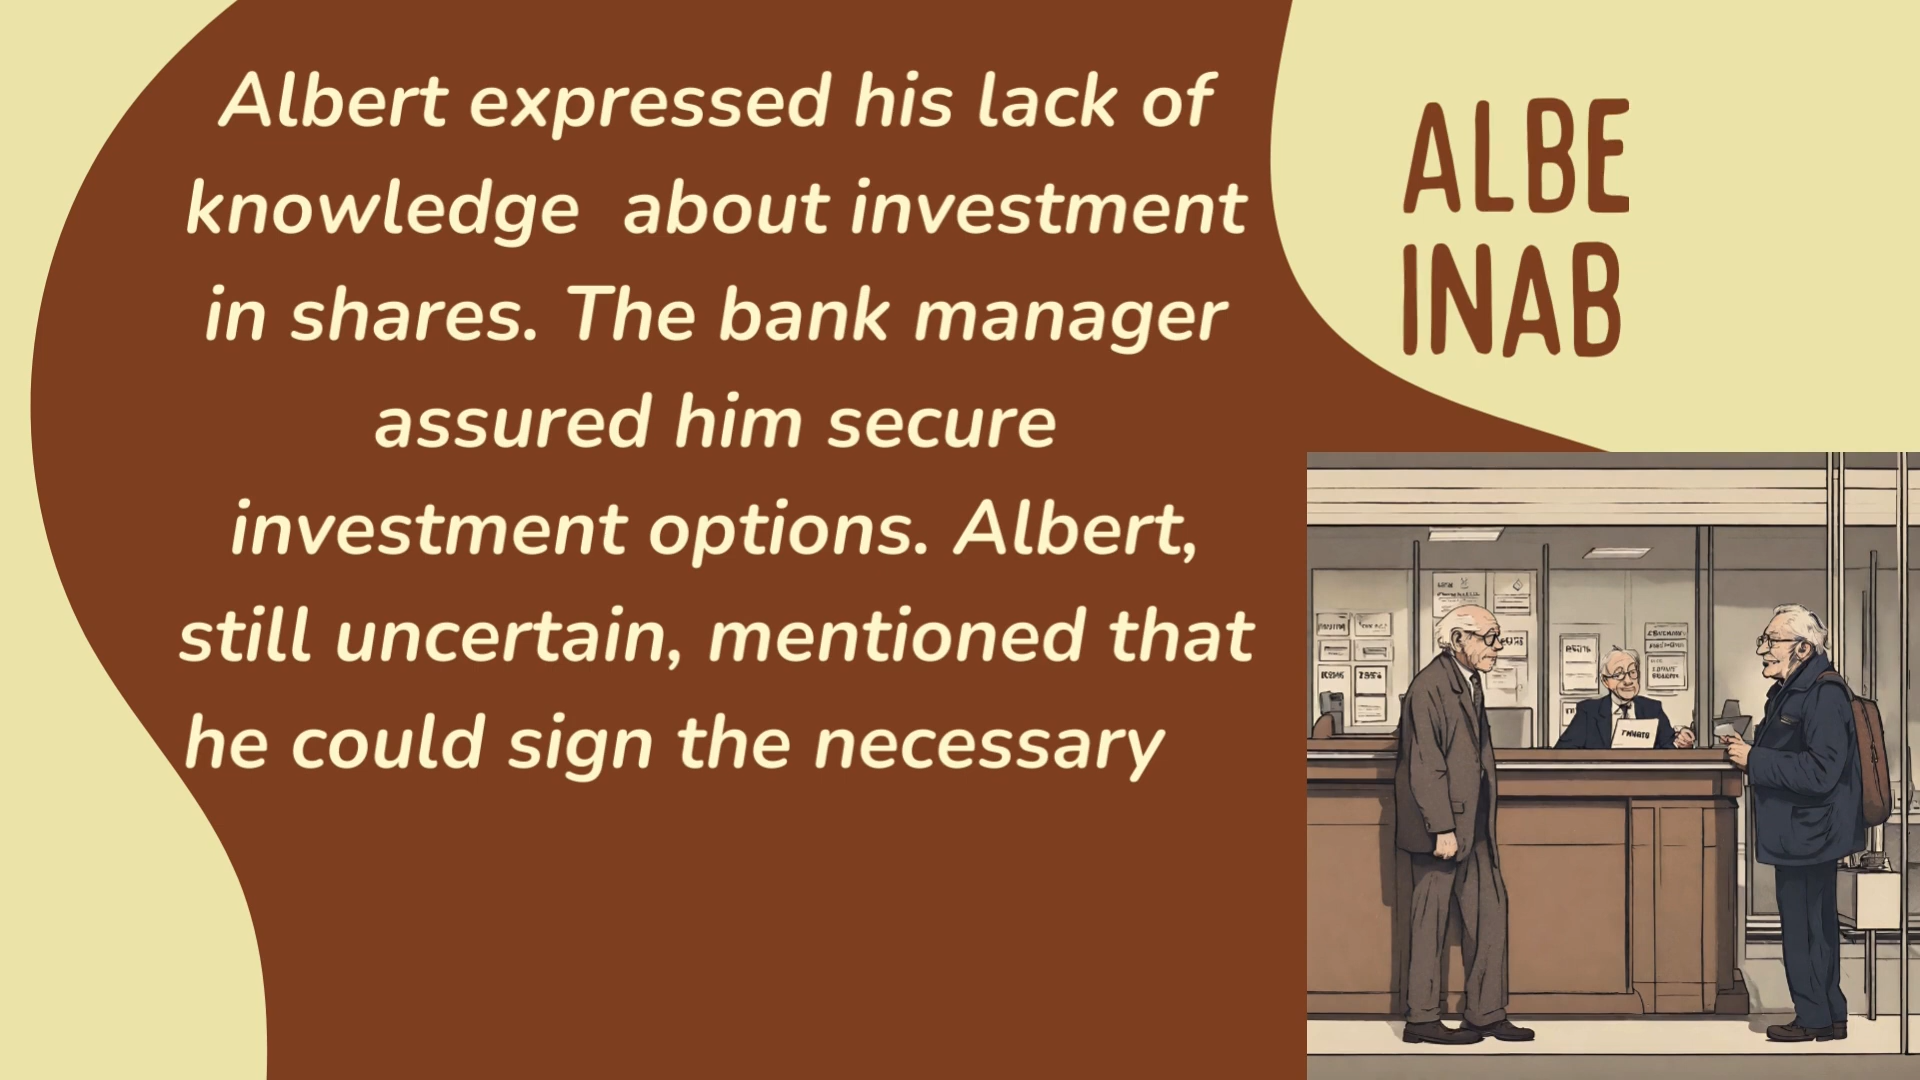 Albert expressed his lack of
knowledge  about investment
in shares. The bank manager
assured him secure
investment options. Albert,
still uncertain, mentioned that
he could sign the necessary
ALBE
INAB